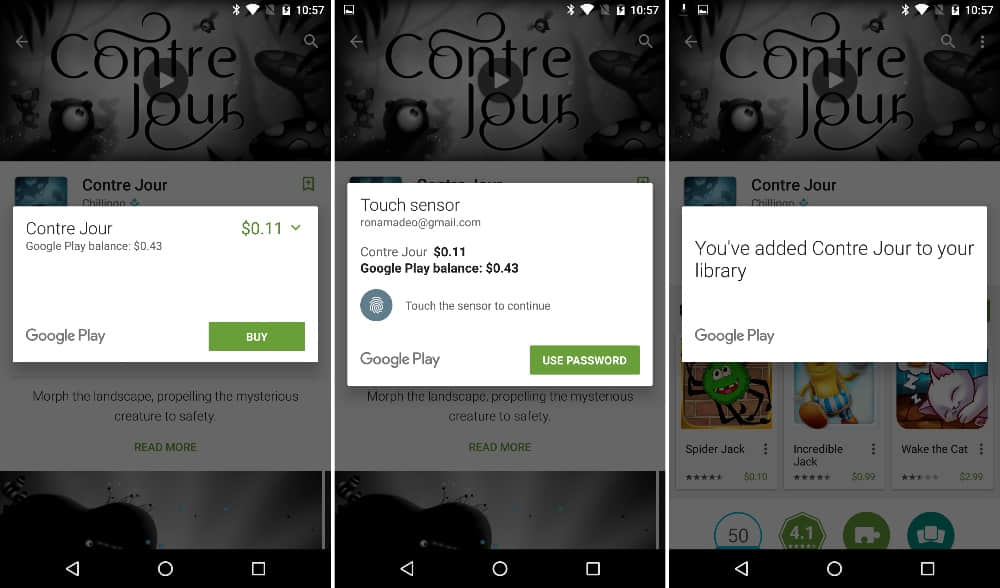 10:57
Contre
Jour
Contre Jour
Chillingo
Contre Jour $0.11
Google Play balance: $0.43
Google Play
BUY
Morph the landscape, propelling the mysterious
creature to safety.
READ MORE
10:57
Contre
Jour
Contre Jour
Touch sensor
ronamadeo@gmail.com
Contre Jour $0.11
Google Play balance: $0.43
Touch the sensor to continue
Google Play
USE PASSWORD
Morph the landscape, propelling the mysterious
creature to safety.
READ MORE
10:57
Contre
Jour
Contre Jour
Chillingo
You've added Contre Jour to your
library
Google Play
Spider Jack
$0.10
Incredible
Jack
$0.99
Wake the Cat
$2.99
50
4.1